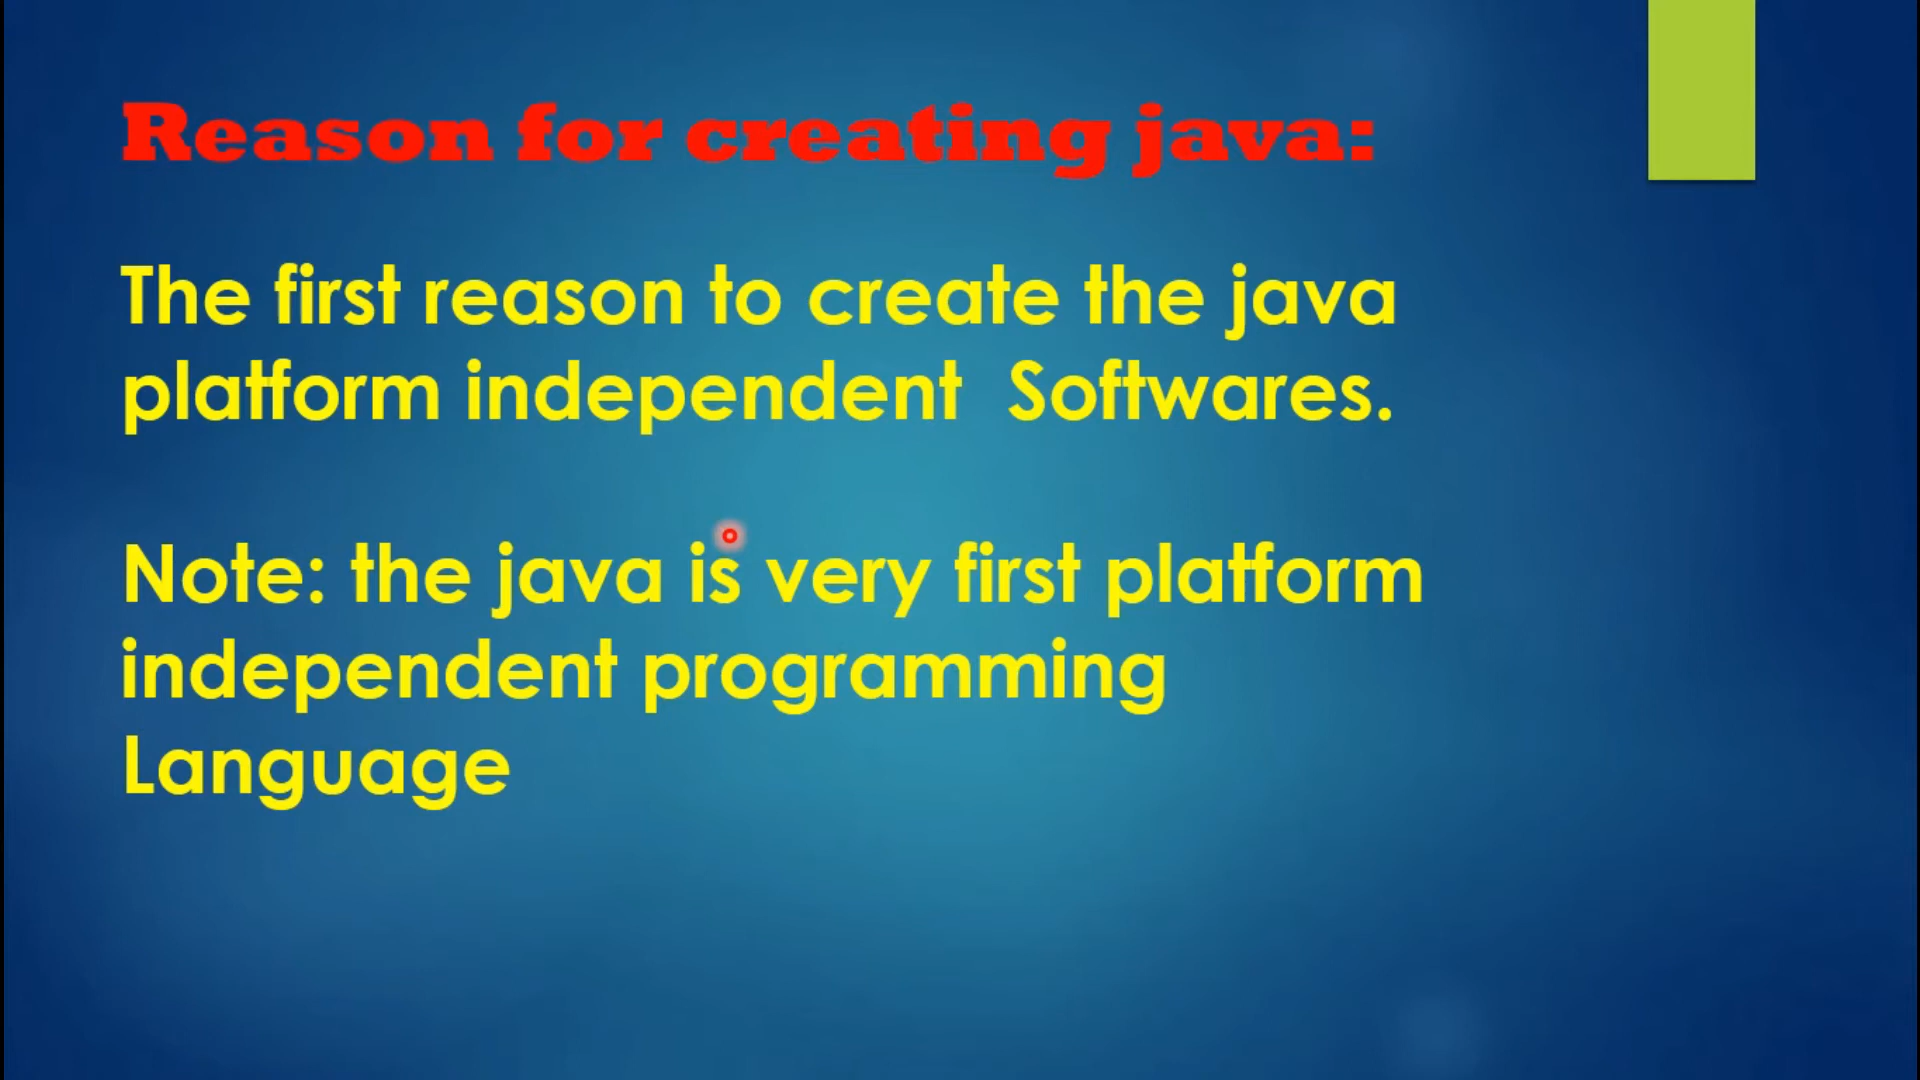 Reason for creating java:
The first reason to create the java
platform independent  Softwares.
Note: the java is very first platform
independent programming
Language